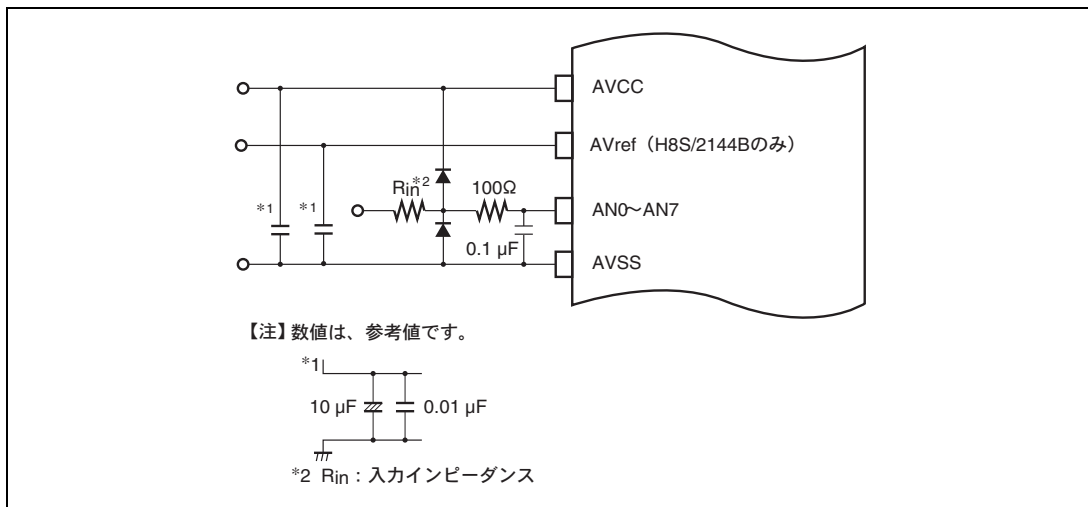 AVCC
AVref（H8S/2144Bのみ）
Rin*2
100Ω
*1
*1
AN0～AN7
0.1 μF
AVSS
【注】数値は、参考値です。
*1
10 μF
0.01 μF
*2 Rin：入力インピーダンス